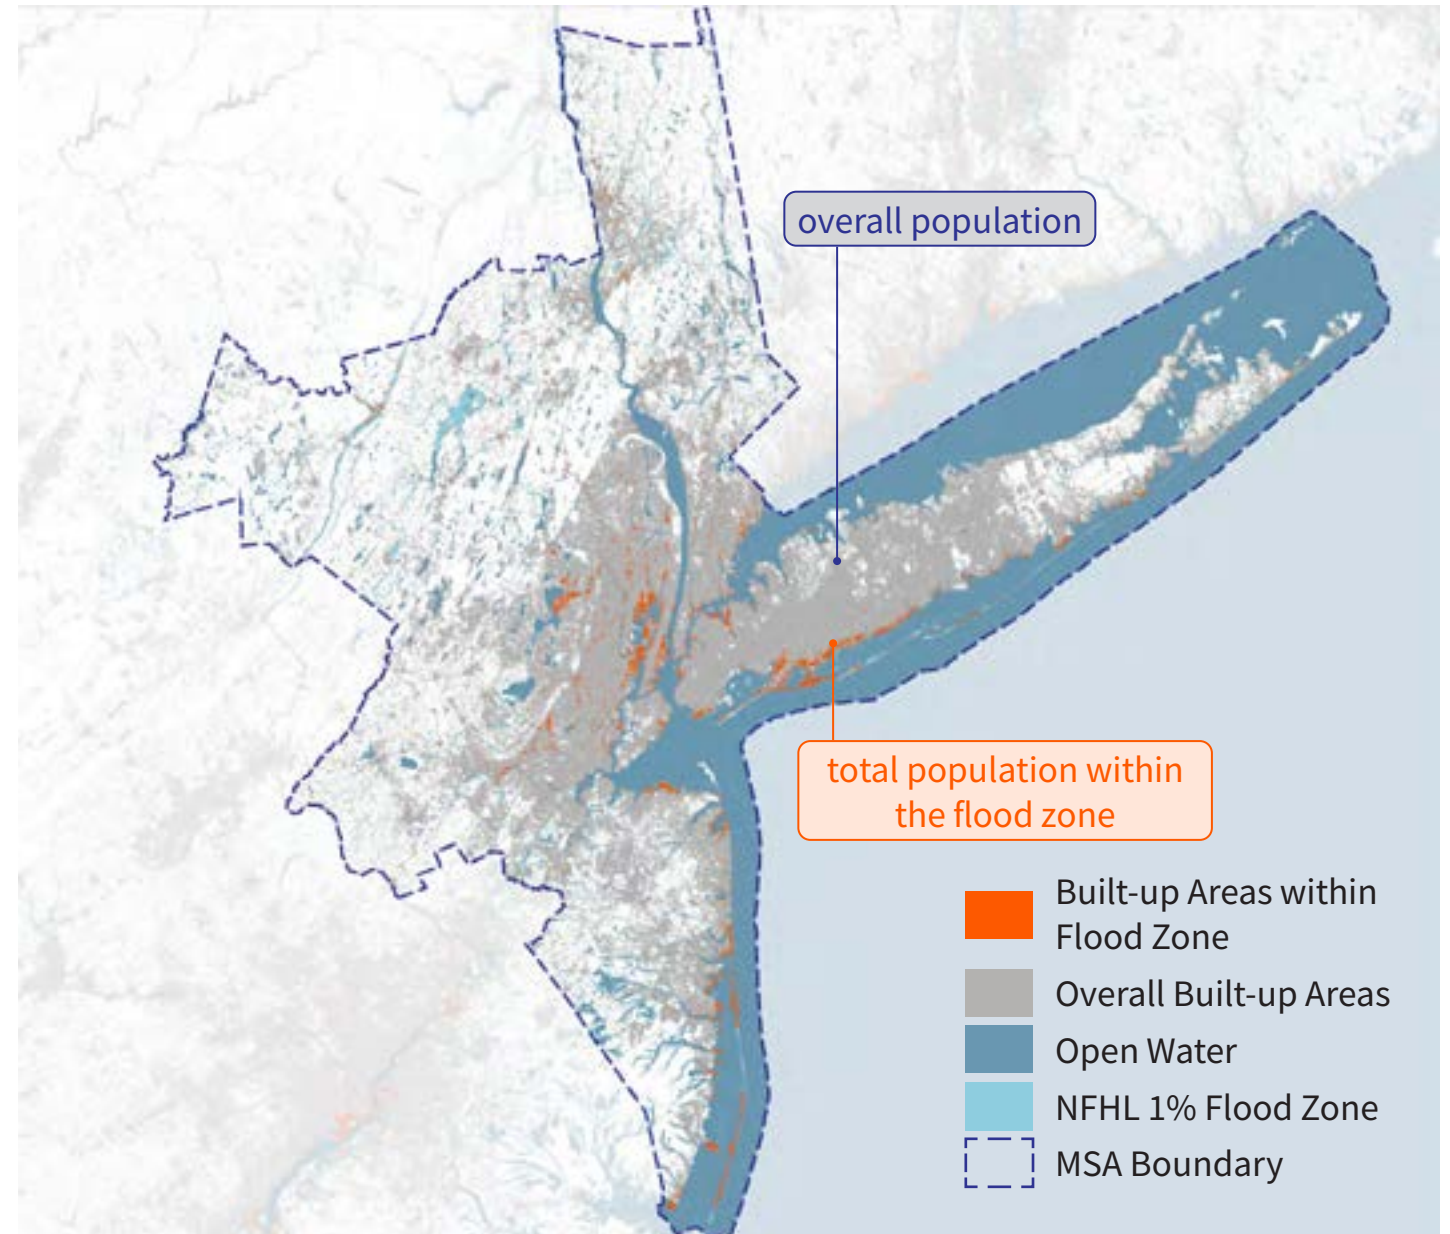 overall population
total population within
the flood zone
Built-up Areas within
Flood Zone
Overall Built-up Areas
Open Water
NFHL 1% Flood Zone
MSA Boundary